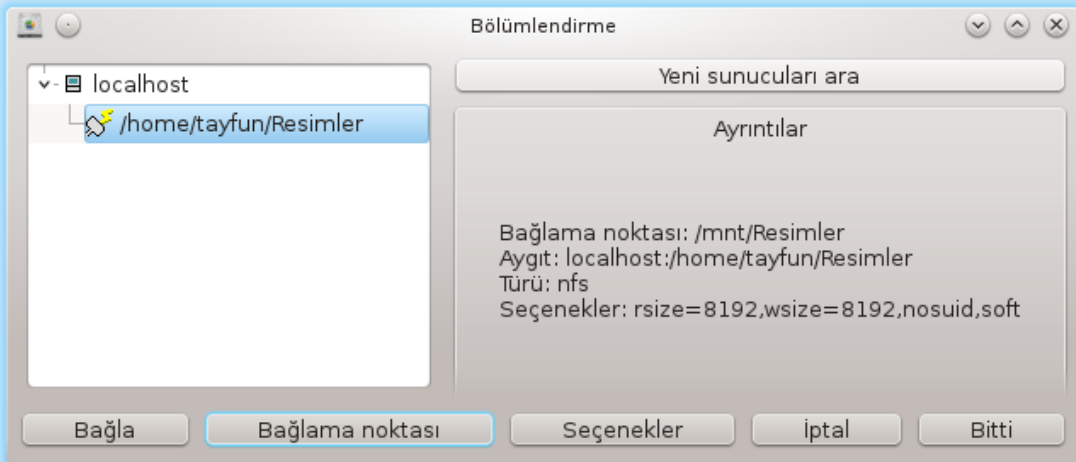 Bölümlendirme
localhost
/home/tayfun/Resimler
Yeni sunucuları ara
Ayrıntılar
Bağlama noktası: /mnt/Resimler
Aygıt: localhost:/home/tayfun/Resimler
Türü: nfs
Seçenekler: rsize=8192,wsize=8192,nosuid,soft
Bağla
Bağlama noktası
Seçenekler
İptal
Bitti